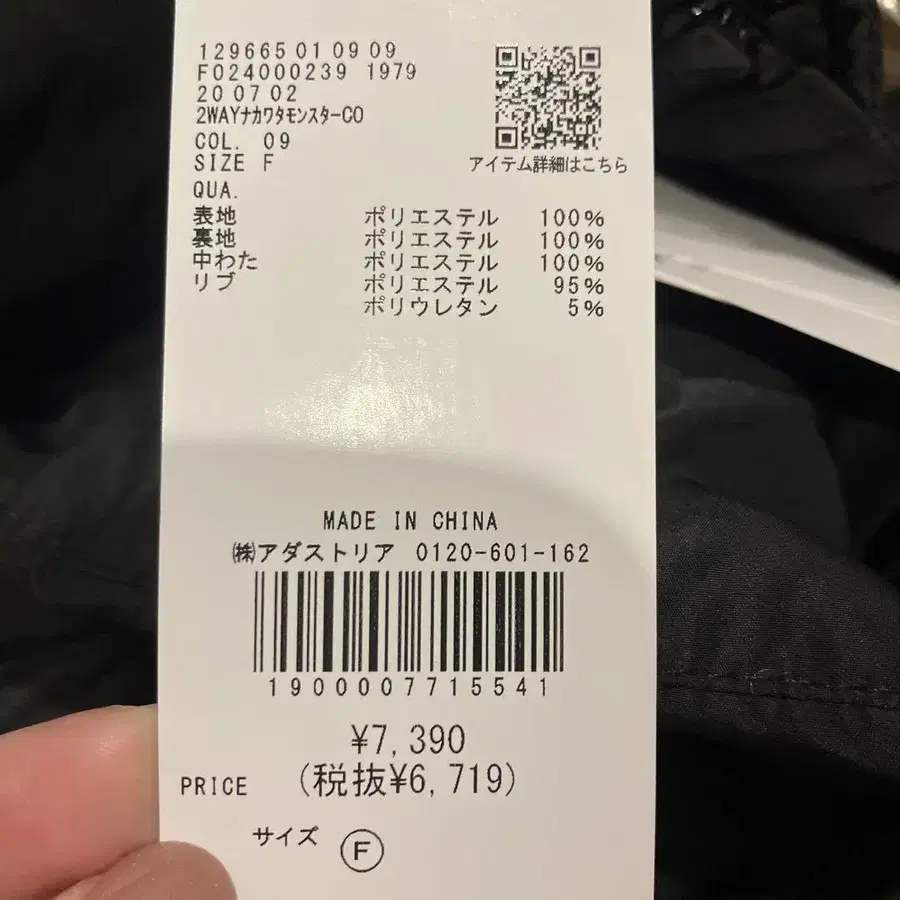 129665 01 09 09
F024000239 1979
20 07 02
2WAYﾅｶﾜﾀﾓﾝｽﾀｰCO
COL. 09
SIZE F
QUA.
表地 ポリエステル 100%
裏地 ポリエステル 100%
中わた ポリエステル 100%
リブ ポリエステル 95%
ポリウレタン 5%
アイテム詳細はこちら
MADE IN CHINA
㈱アダストリア 0120-601-162
1900007715541
¥7,390
PRICE (税抜¥6,719)
サイズ F